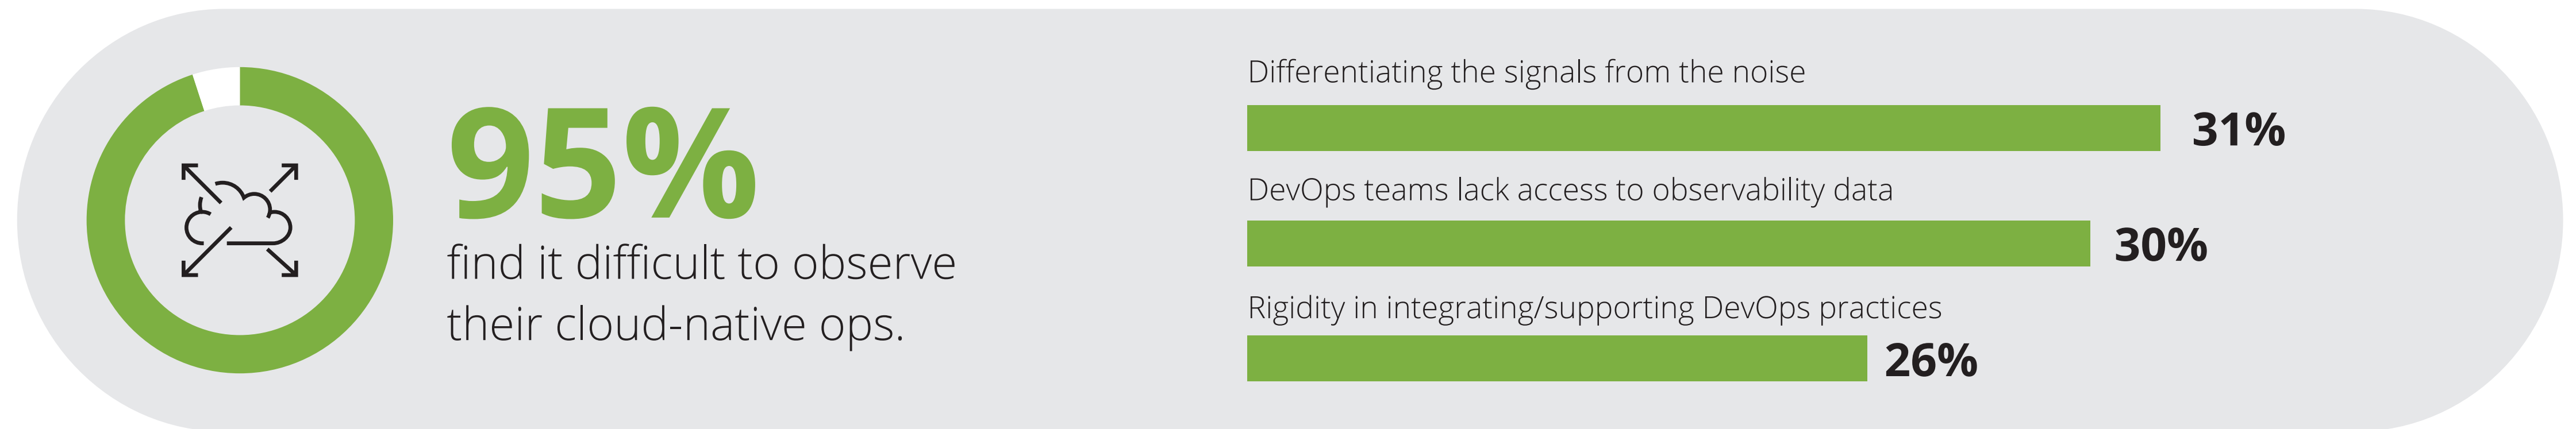 95%
find it difficult to observe
their cloud-native ops.
Differentiating the signals from the noise
31%
DevOps teams lack access to observability data
30%
Rigidity in integrating/supporting DevOps practices
26%